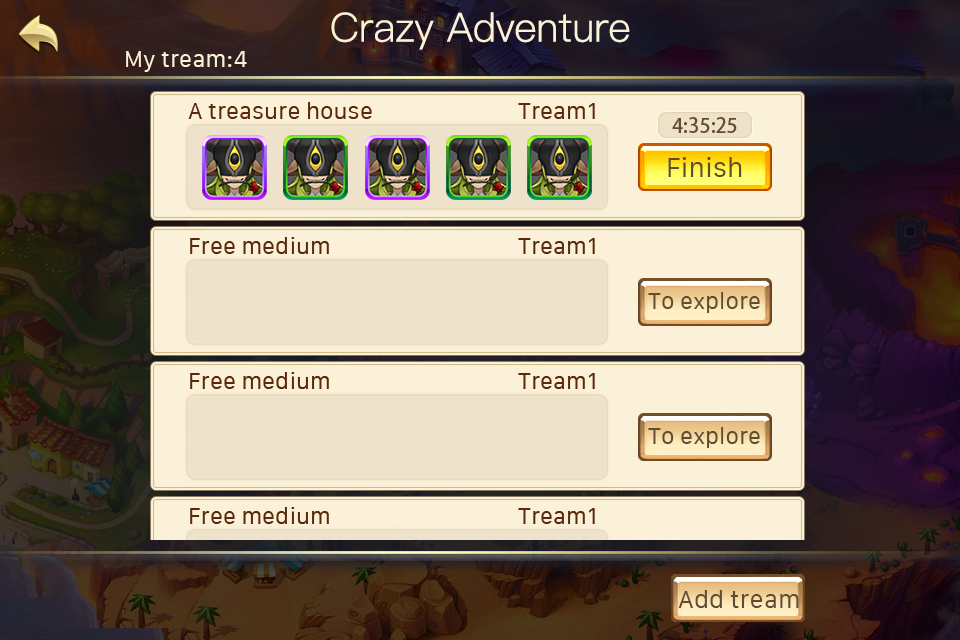 Crazy Adventure
My tream:4
A treasure house Tream1
4:35:25
Finish
Free medium Tream1
To explore
Free medium Tream1
To explore
Free medium Tream1
Add tream